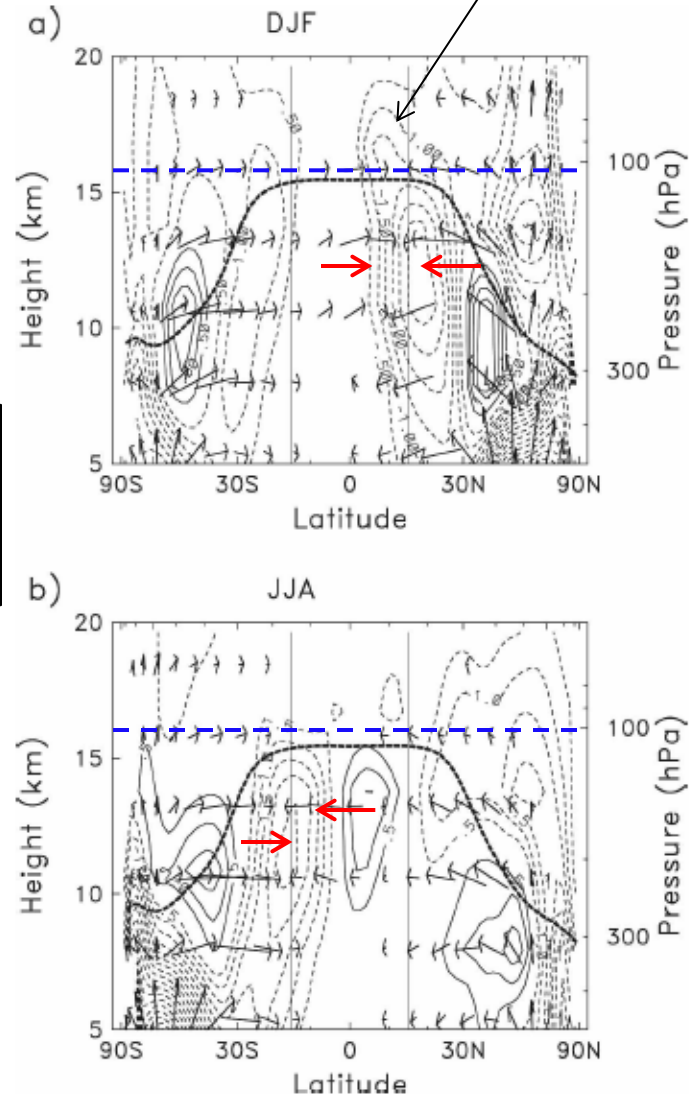 a)
DJF
20
15
10
5
Height (km)
100
300
Pressure (hPa)
90S
30S
0
30N
90N
Latitude
b)
JJA
20
15
10
5
Height (km)
100
300
Pressure (hPa)
90S
30S
0
30N
90N
Latitude